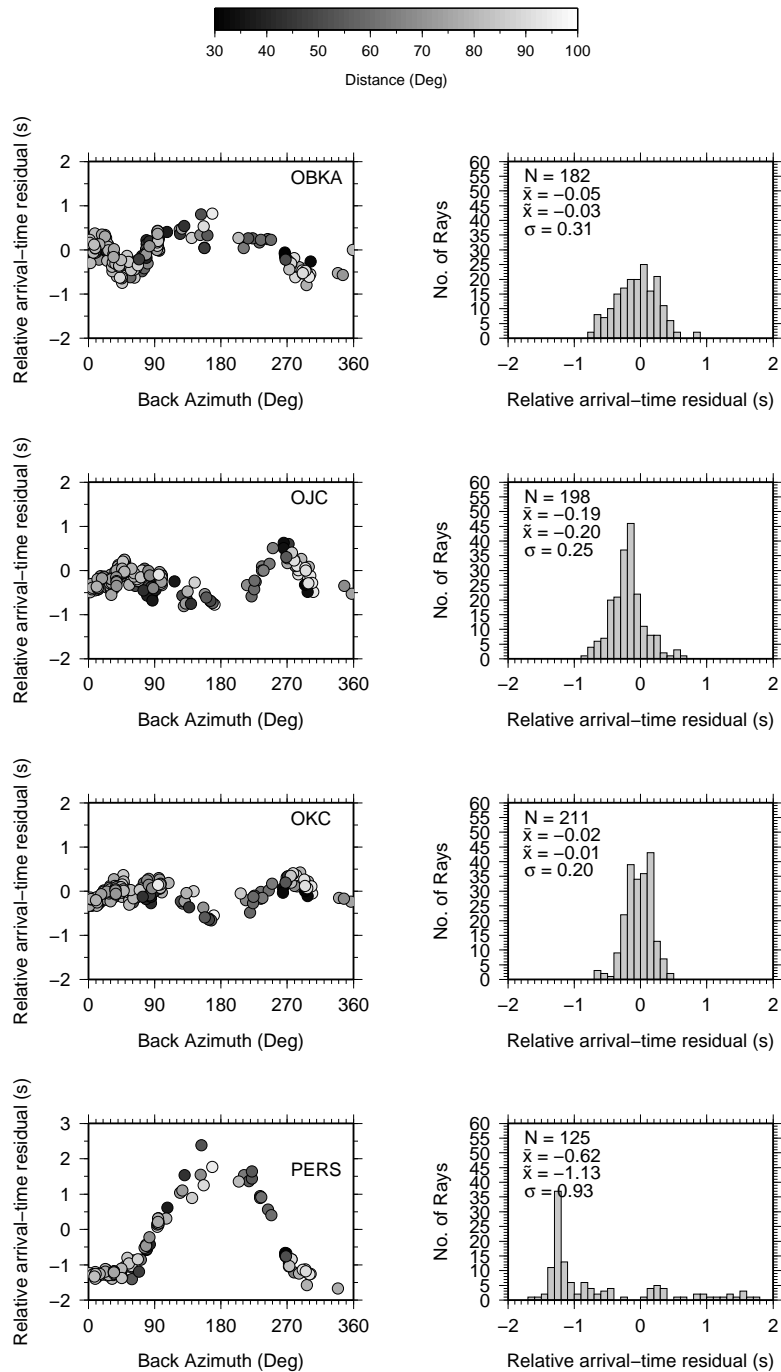 30 40 50 60 70 80 90 100
Distance (Deg)
Relative arrival−time residual (s)
2
1
0
−1
−2
OBKA
0 90 180 270 360
Back Azimuth (Deg)
No. of Rays
60
55
50
45
40
35
30
25
20
15
10
5
0
N = 182
x̄ = −0.05
x̃ = −0.03
σ = 0.31
−2 −1 0 1 2
Relative arrival−time residual (s)
Relative arrival−time residual (s)
2
1
0
−1
−2
OJC
0 90 180 270 360
Back Azimuth (Deg)
No. of Rays
60
55
50
45
40
35
30
25
20
15
10
5
0
N = 198
x̄ = −0.19
x̃ = −0.20
σ = 0.25
−2 −1 0 1 2
Relative arrival−time residual (s)
Relative arrival−time residual (s)
2
1
0
−1
−2
OKC
0 90 180 270 360
Back Azimuth (Deg)
No. of Rays
60
55
50
45
40
35
30
25
20
15
10
5
0
N = 211
x̄ = −0.02
x̃ = −0.01
σ = 0.20
−2 −1 0 1 2
Relative arrival−time residual (s)
Relative arrival−time residual (s)
3
2
1
0
−1
−2
PERS
0 90 180 270 360
Back Azimuth (Deg)
No. of Rays
60
55
50
45
40
35
30
25
20
15
10
5
0
N = 125
x̄ = −0.62
x̃ = −1.13
σ = 0.93
−2 −1 0 1 2
Relative arrival−time residual (s)